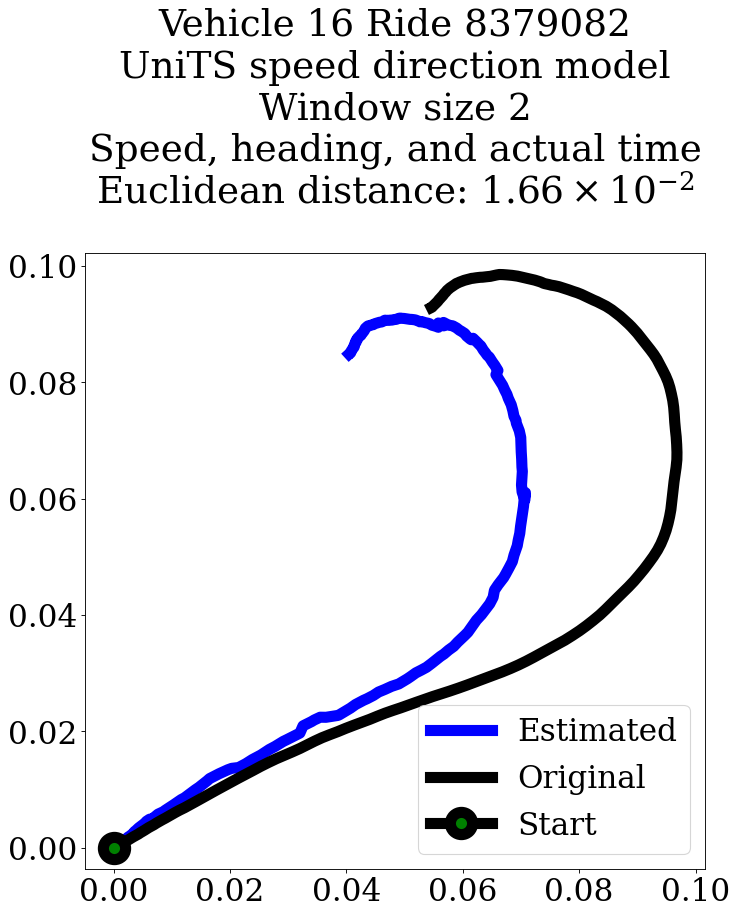 Vehicle 16 Ride 8379082
UniTS speed direction model
Window size 2
Speed, heading, and actual time
Euclidean distance: 1.66 × 10⁻²
0.10
0.08
0.06
0.04
0.02
0.00
Estimated
Original
Start
0.00 0.02 0.04 0.06 0.08 0.10